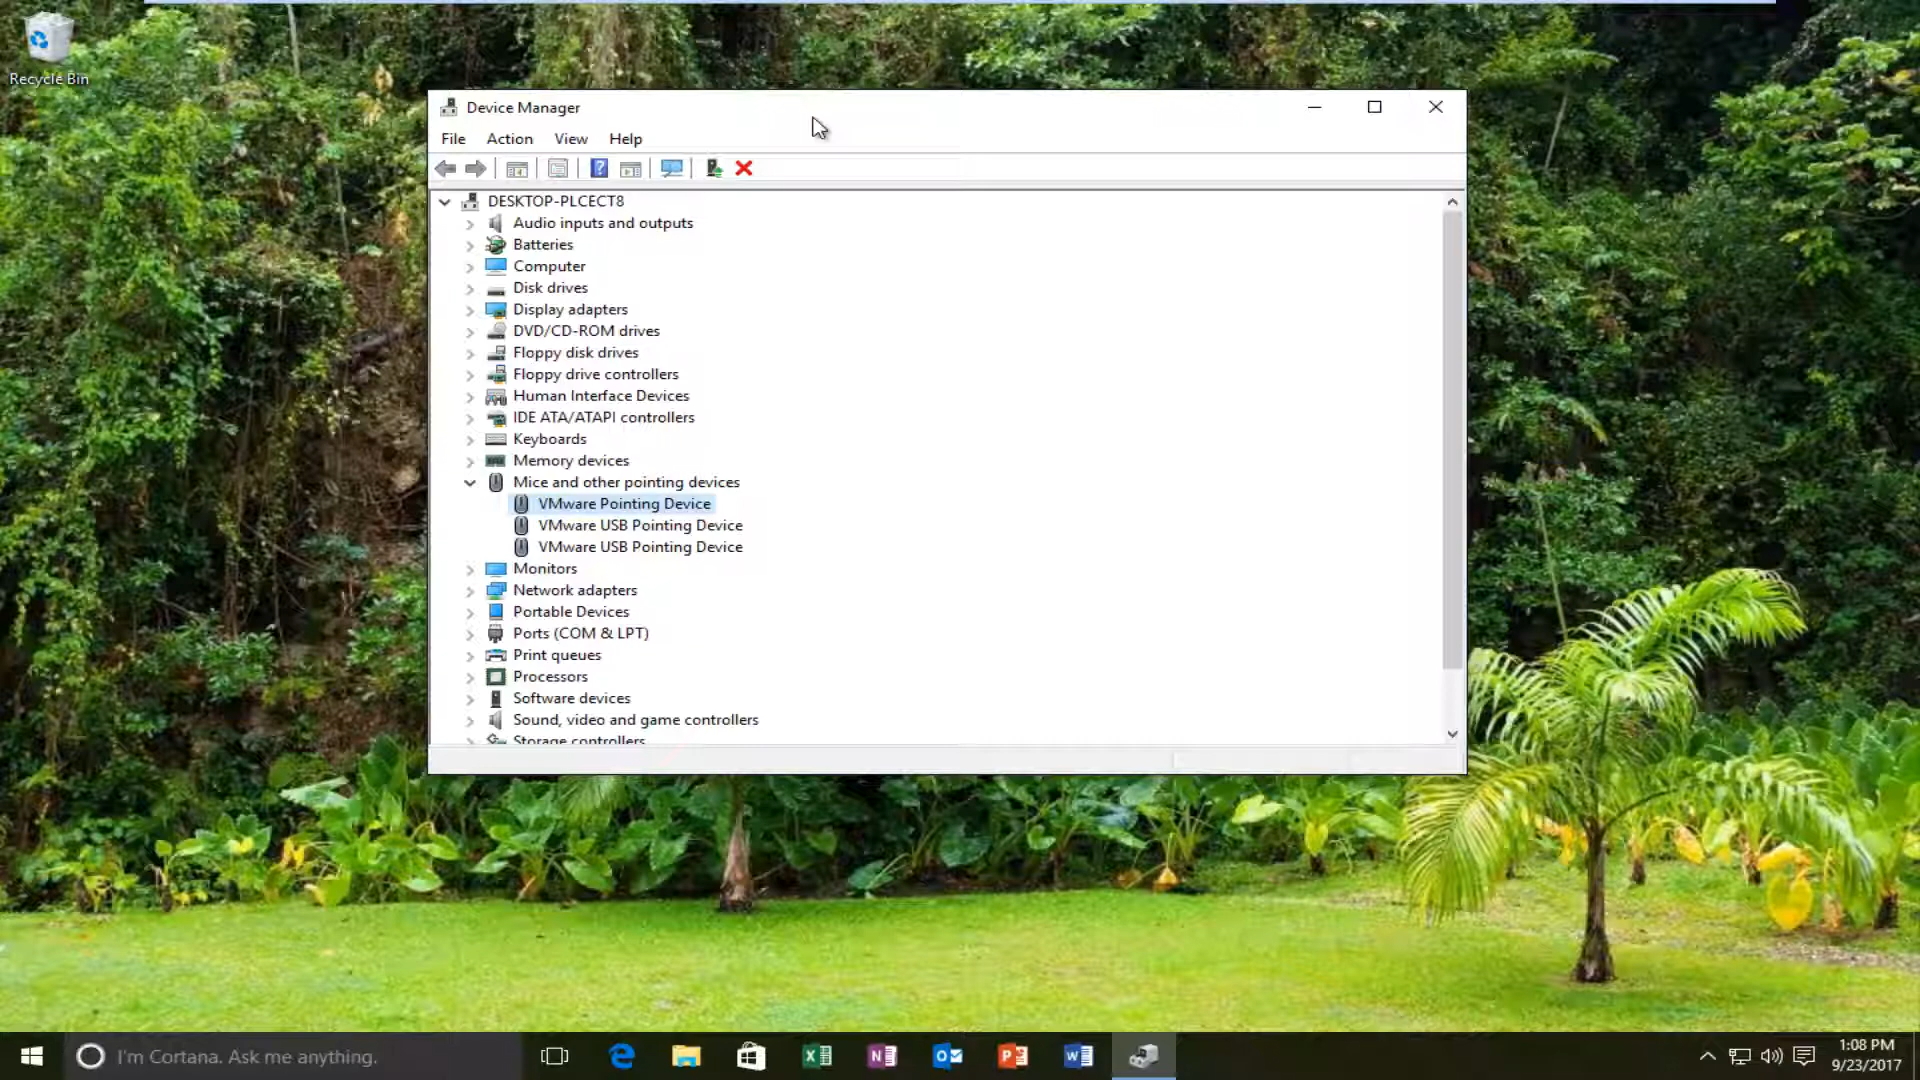 Recycle Bin
Device Manager
File Action View Help
DESKTOP-PLCECT8
Audio inputs and outputs
Batteries
Computer
Disk drives
Display adapters
DVD/CD-ROM drives
Floppy disk drives
Floppy drive controllers
Human Interface Devices
IDE ATA/ATAPI controllers
Keyboards
Memory devices
Mice and other pointing devices
VMware Pointing Device
VMware USB Pointing Device
VMware USB Pointing Device
Monitors
Network adapters
Portable Devices
Ports (COM & LPT)
Print queues
Processors
Software devices
Sound, video and game controllers
Storage controllers
I'm Cortana. Ask me anything.
1:08 PM
9/23/2017